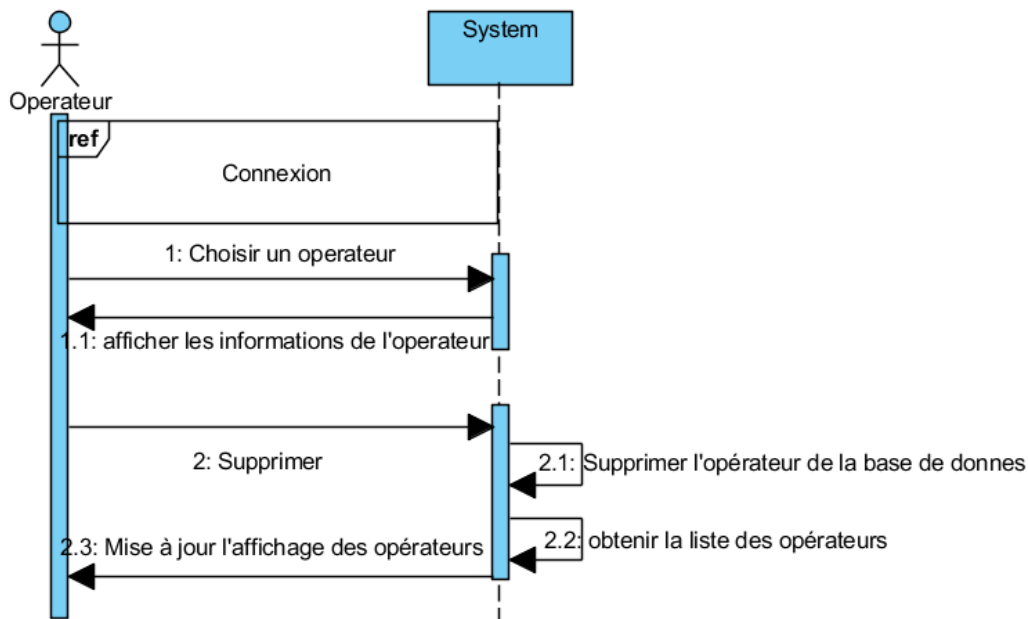 System
Operateur
ref
Connexion
1: Choisir un operateur
1.1: afficher les informations de l'operateur
2: Supprimer
2.1: Supprimer l'opérateur de la base de donnes
2.2: obtenir la liste des opérateurs
2.3: Mise à jour l'affichage des opérateurs